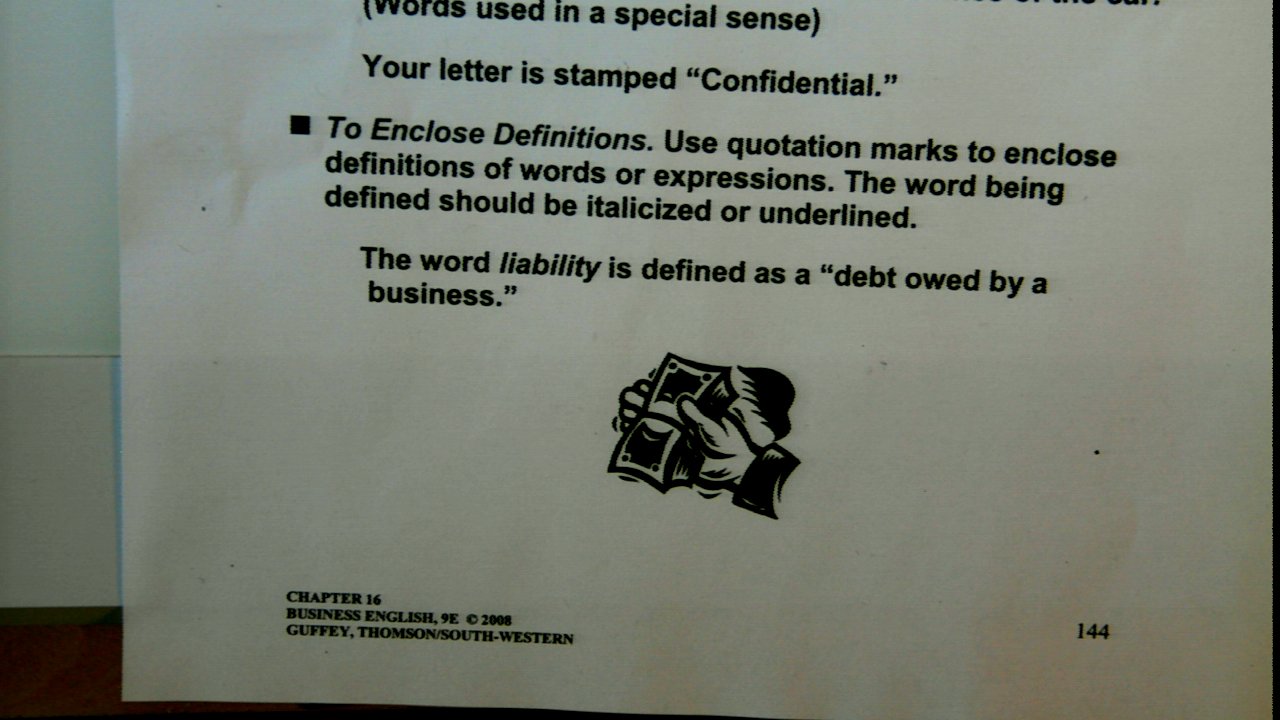 (Words used in a special sense)
Your letter is stamped “Confidential.”
■ To Enclose Definitions. Use quotation marks to enclose
definitions of words or expressions. The word being
defined should be italicized or underlined.
The word liability is defined as a “debt owed by a
business.”
CHAPTER 16
BUSINESS ENGLISH, 9E © 2008
GUFFEY, THOMSON/SOUTH-WESTERN
144